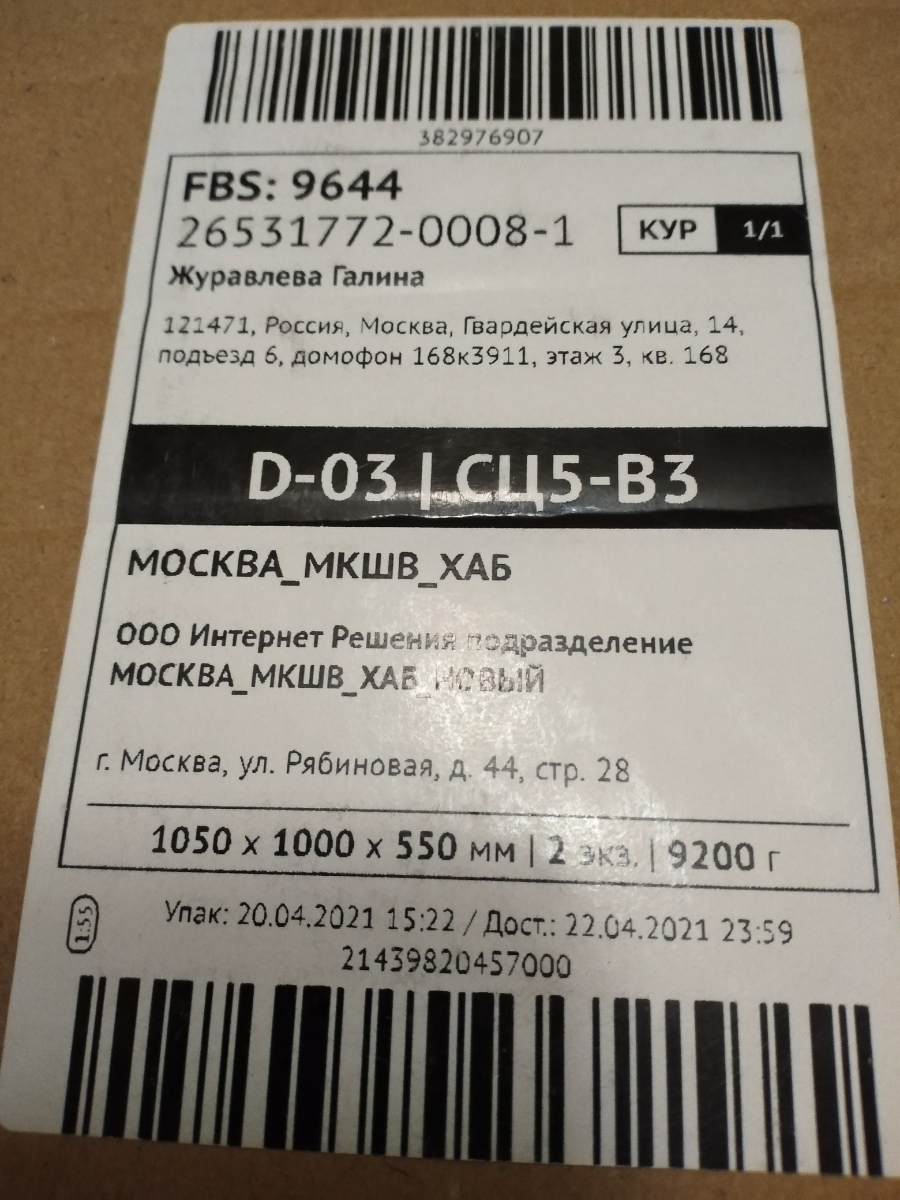 382976907
FBS: 9644
26531772-0008-1
КУР 1/1
Журавлева Галина
121471, Россия, Москва, Гвардейская улица, 14,
подъезд 6, домофон 168к3911, этаж 3, кв. 168
D-03 | СЦ5-В3
МОСКВА_МКШВ_ХАБ
ООО Интернет Решения подразделение
МОСКВА_МКШВ_ХАБ_НОВЫЙ
г. Москва, ул. Рябиновая, д. 44, стр. 28
1050 x 1000 x 550 мм | 2 экз. | 9200 г
1:55
Упак: 20.04.2021 15:22 / Дост.: 22.04.2021 23:59
21439820457000